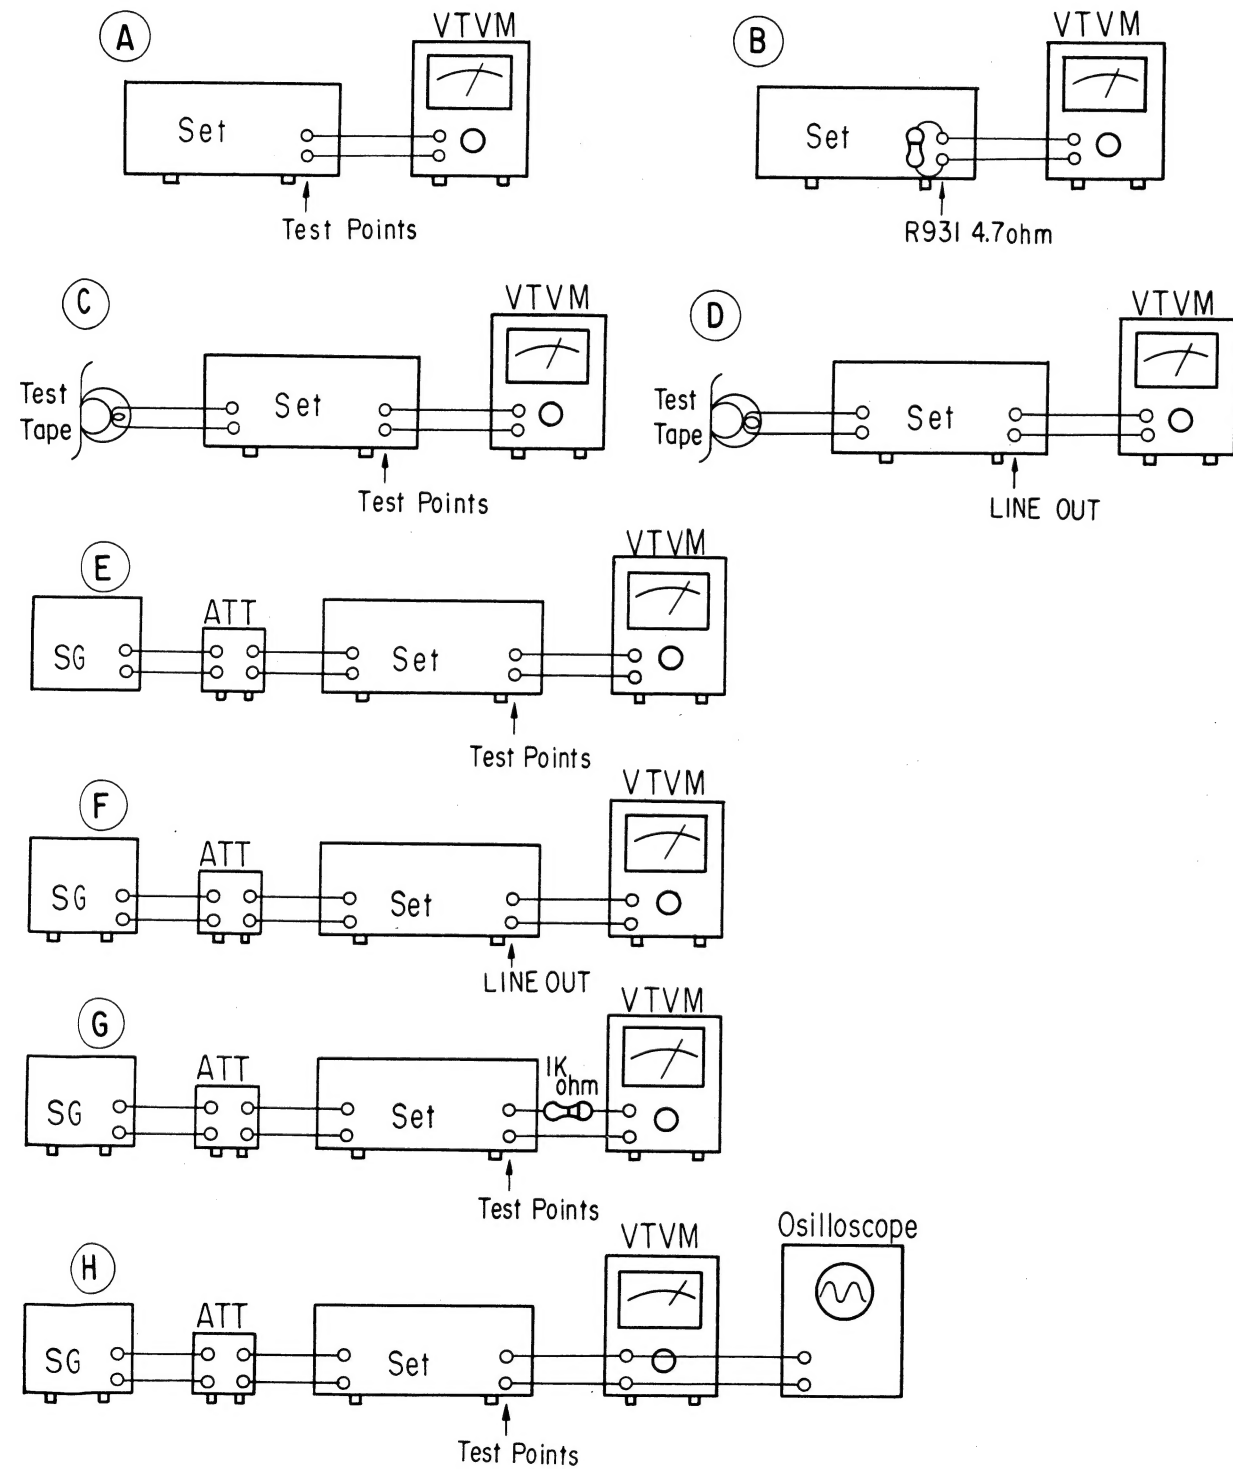 A
VTVM
Set
Test Points
B
VTVM
Set
R931 4.7ohm
C
VTVM
Test
Tape
Set
Test Points
D
VTVM
Test
Tape
Set
LINE OUT
E
VTVM
SG
ATT
Set
Test Points
F
VTVM
SG
ATT
Set
LINE OUT
G
VTVM
SG
ATT
Set
1K
ohm
Test Points
H
VTVM
Osilloscope
SG
ATT
Set
Test Points